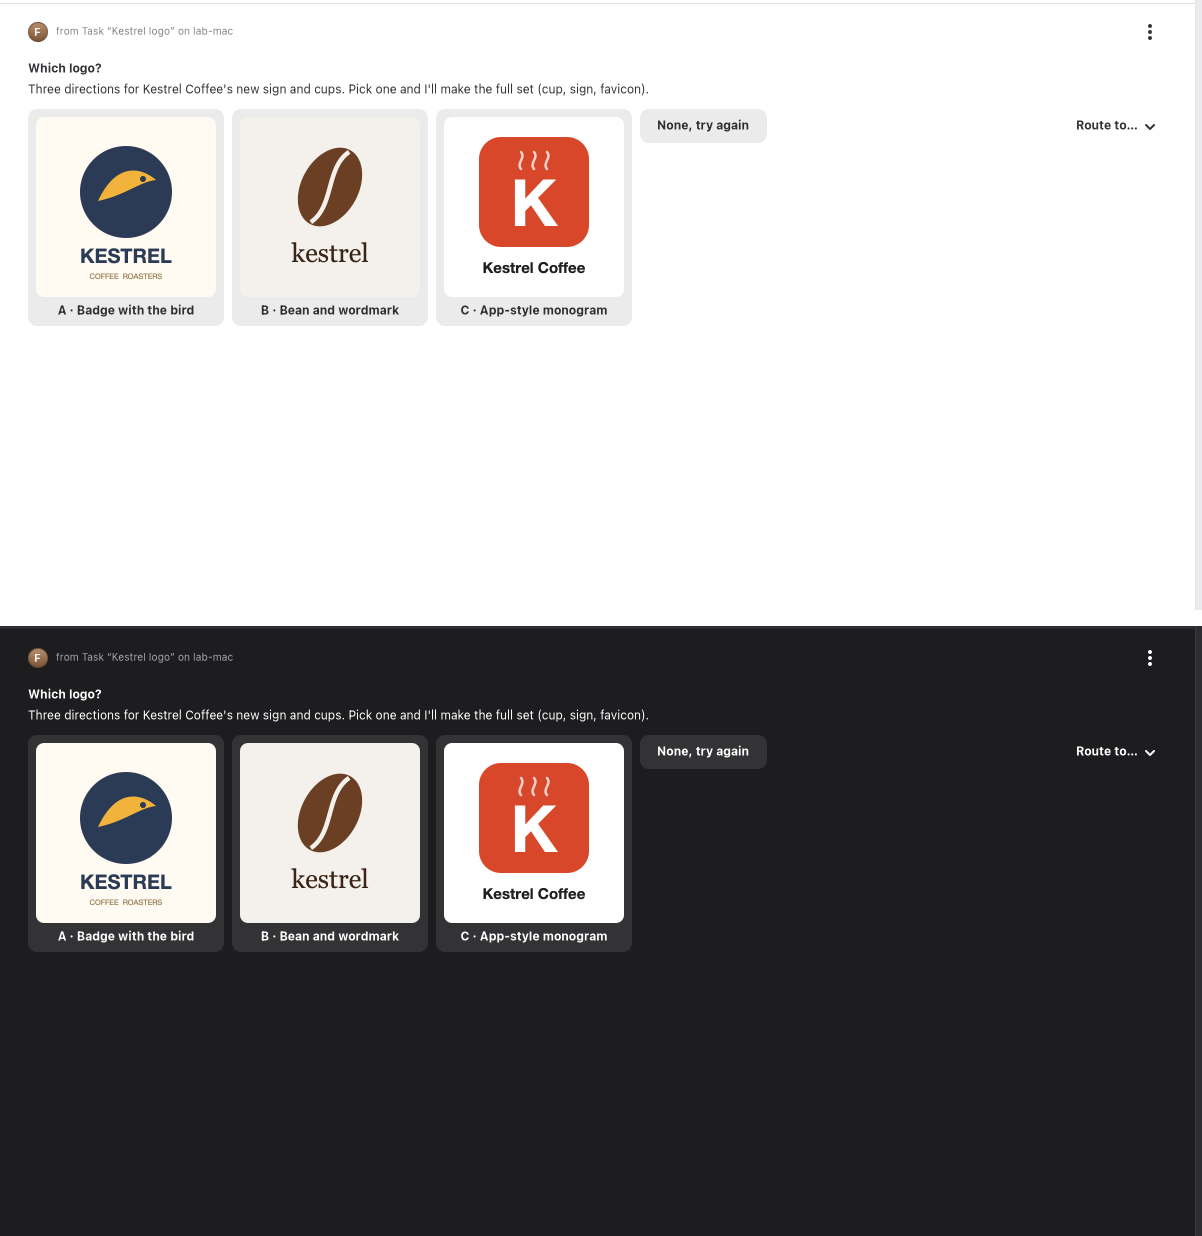 F from Task “Kestrel logo” on lab-mac
Which logo?
Three directions for Kestrel Coffee's new sign and cups. Pick one and I'll make the full set (cup, sign, favicon).
None, try again
Route to...
KESTREL
COFFEE ROASTERS
A · Badge with the bird
kestrel
B · Bean and wordmark
K
Kestrel Coffee
C · App-style monogram
F from Task “Kestrel logo” on lab-mac
Which logo?
Three directions for Kestrel Coffee's new sign and cups. Pick one and I'll make the full set (cup, sign, favicon).
None, try again
Route to...
KESTREL
COFFEE ROASTERS
A · Badge with the bird
kestrel
B · Bean and wordmark
K
Kestrel Coffee
C · App-style monogram